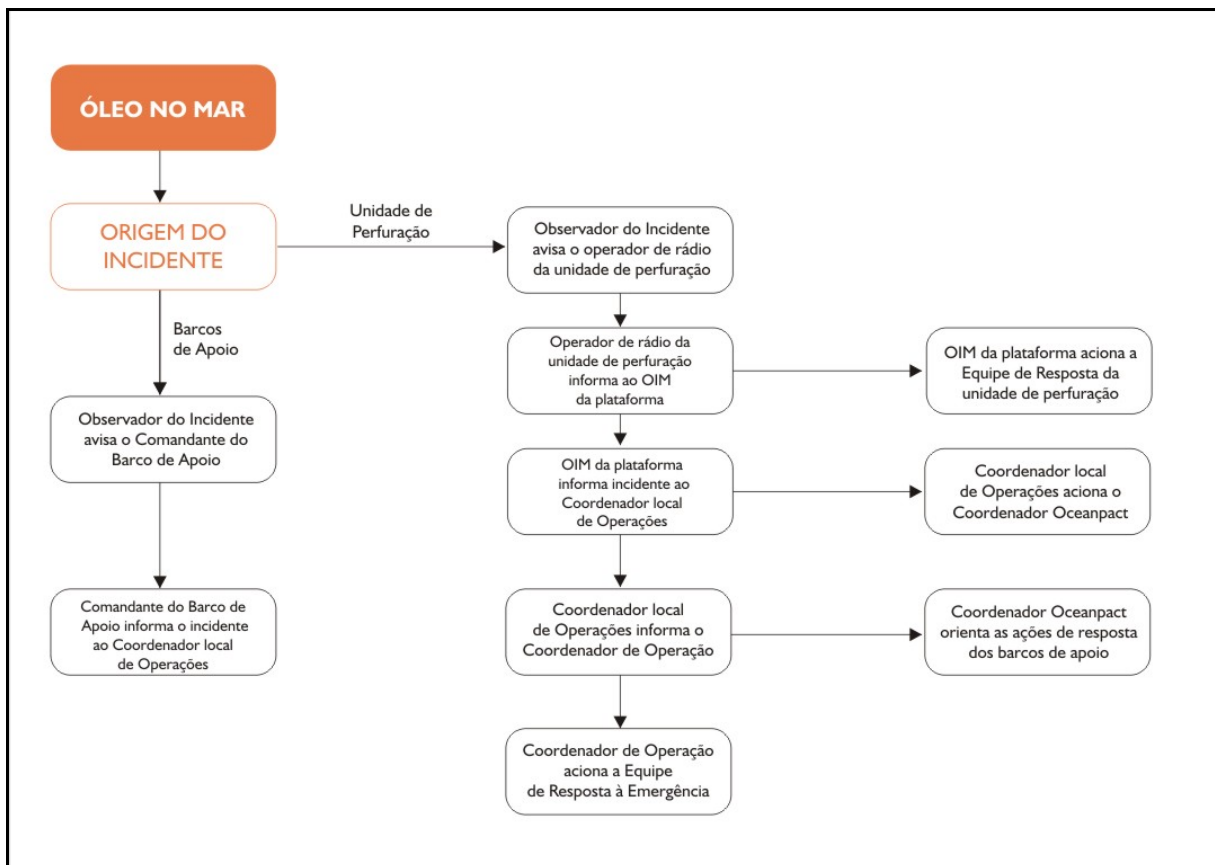 ÓLEO NO MAR
ORIGEM DO
INCIDENTE
Unidade de
Perfuração
Observador do Incidente
avisa o operador de rádio
da unidade de perfuração
Barcos
de Apoio
Operador de rádio da
unidade de perfuração
informa ao OIM
da plataforma
OIM da plataforma aciona a
Equipe de Resposta da
unidade de perfuração
Observador do Incidente
avisa o Comandante do
Barco de Apoio
OIM da plataforma
informa incidente ao
Coordenador local
de Operações
Coordenador local
de Operações aciona o
Coordenador Oceanpact
Comandante do Barco de
Apoio informa o incidente
ao Coordenador local
de Operações
Coordenador local
de Operações informa o
Coordenador de Operação
Coordenador Oceanpact
orienta as ações de resposta
dos barcos de apoio
Coordenador de Operação
aciona a Equipe
de Resposta à Emergência